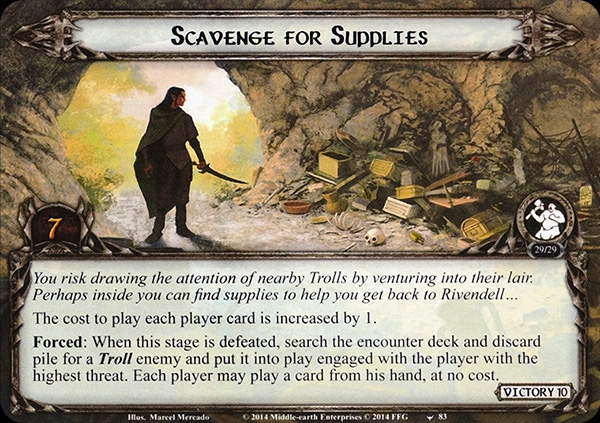 Scavenge for Supplies
7
29/29
You risk drawing the attention of nearby Trolls by venturing into their lair.
Perhaps inside you can find supplies to help you get back to Rivendell…
The cost to play each player card is increased by 1.
Forced: When this stage is defeated, search the encounter deck and discard
pile for a Troll enemy and put it into play engaged with the player with the
highest threat. Each player may play a card from his hand, at no cost.
VICTORY 10
Illus. Marcel Mercado © 2014 Middle-earth Enterprises © 2014 FFG 83